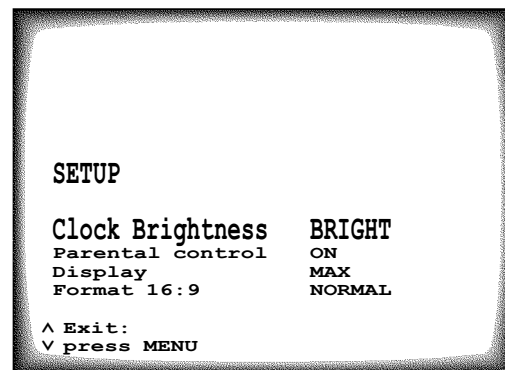 SETUP
Clock Brightness BRIGHT
Parental control ON
Display MAX
Format 16:9 NORMAL
^ Exit:
v press MENU